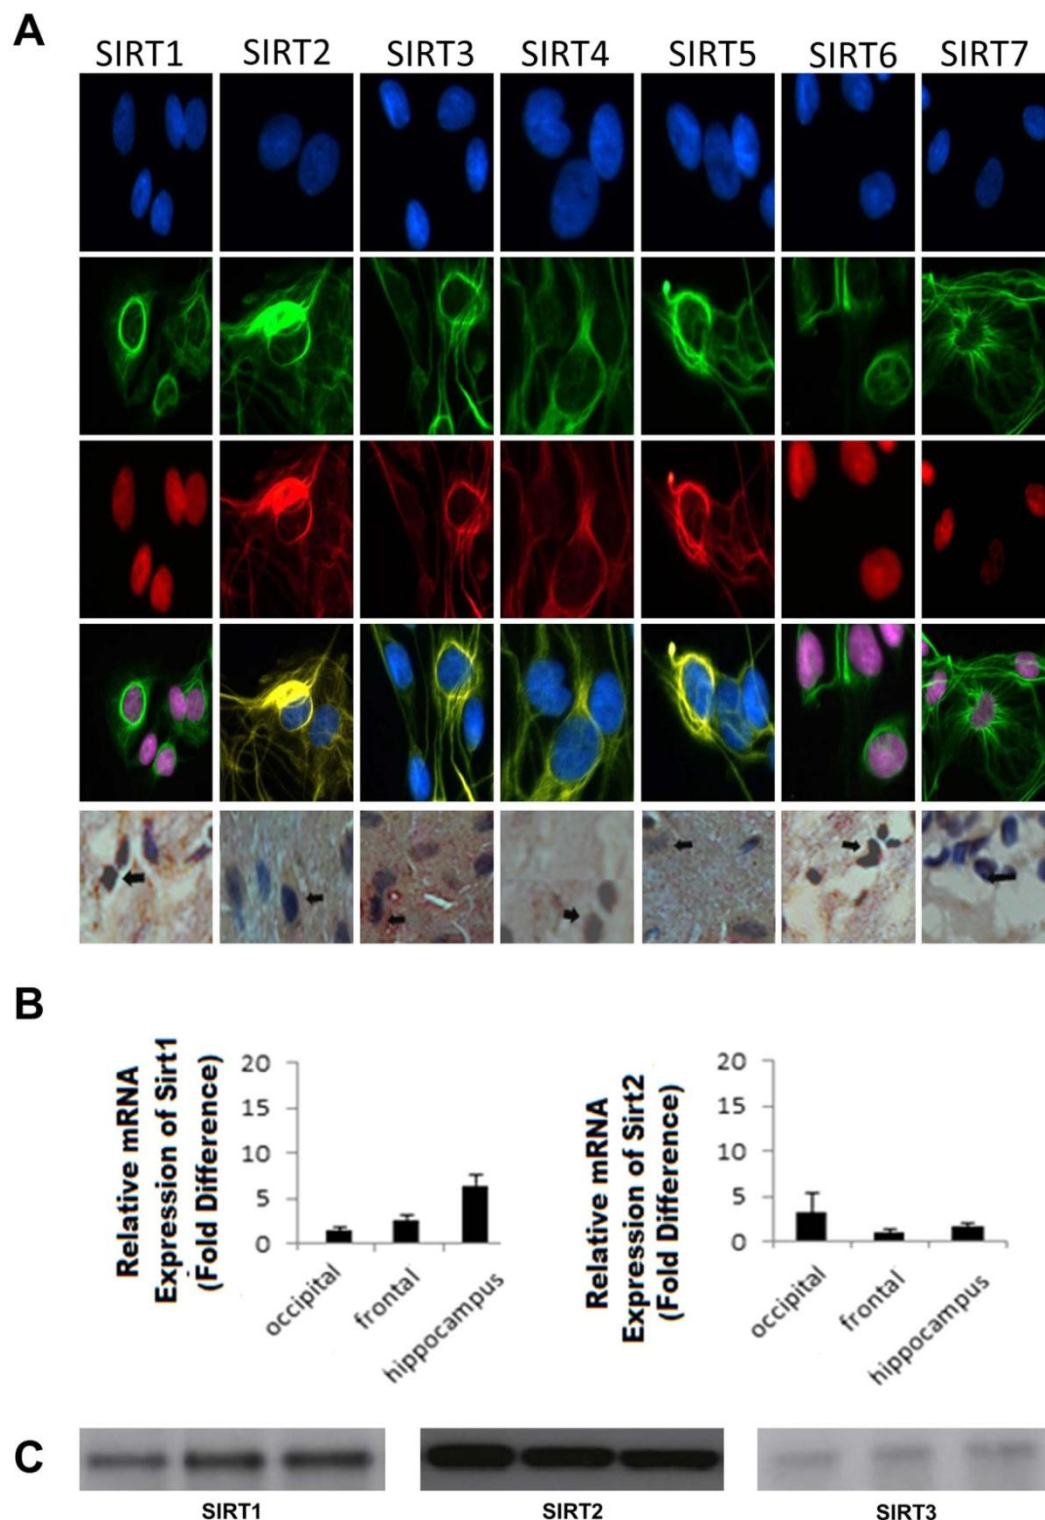 A
SIRT1 SIRT2 SIRT3 SIRT4 SIRT5 SIRT6 SIRT7
B
Relative mRNA
Expression of Sirt1
(Fold Difference)
20
15
10
5
0
occipital
frontal
hippocampus
Relative mRNA
Expression of Sirt2
(Fold Difference)
20
15
10
5
0
occipital
frontal
hippocampus
C
SIRT1 SIRT2 SIRT3